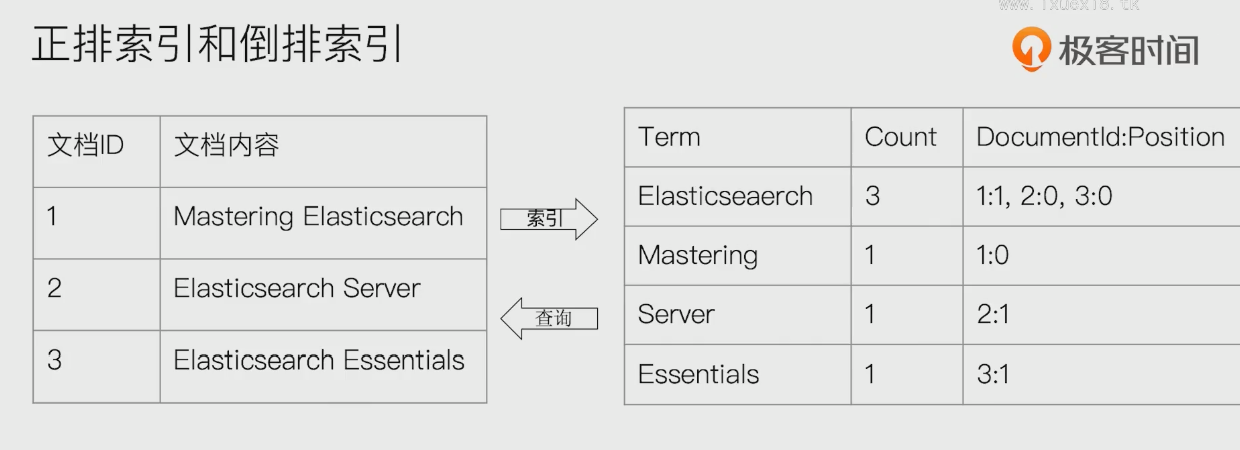 www.lxuexi8.tk
正排索引和倒排索引
极客时间
文档ID 文档内容
1 Mastering Elasticsearch
2 Elasticsearch Server
3 Elasticsearch Essentials
索引
查询
Term Count DocumentId:Position
Elasticseaerch 3 1:1, 2:0, 3:0
Mastering 1 1:0
Server 1 2:1
Essentials 1 3:1